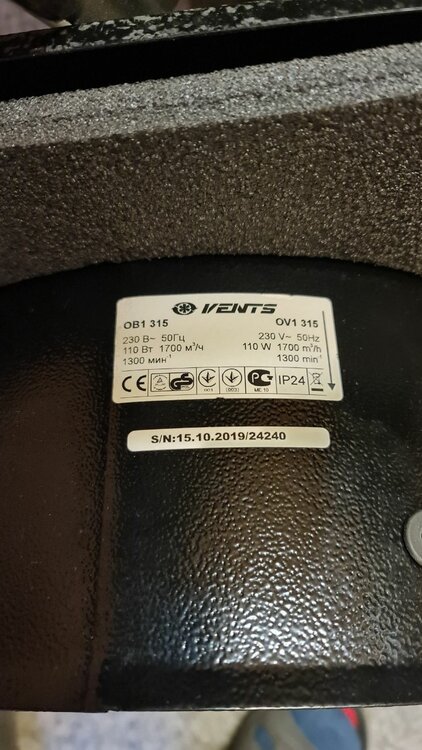 VENTS
ОВ1 315 OV1 315
230 В~ 50Гц 230 V~ 50Hz
110 Вт 1700 м³/ч 110 W 1700 m³/h
1300 мин⁻¹ 1300 min⁻¹
CE IP24
S/N:15.10.2019/24240